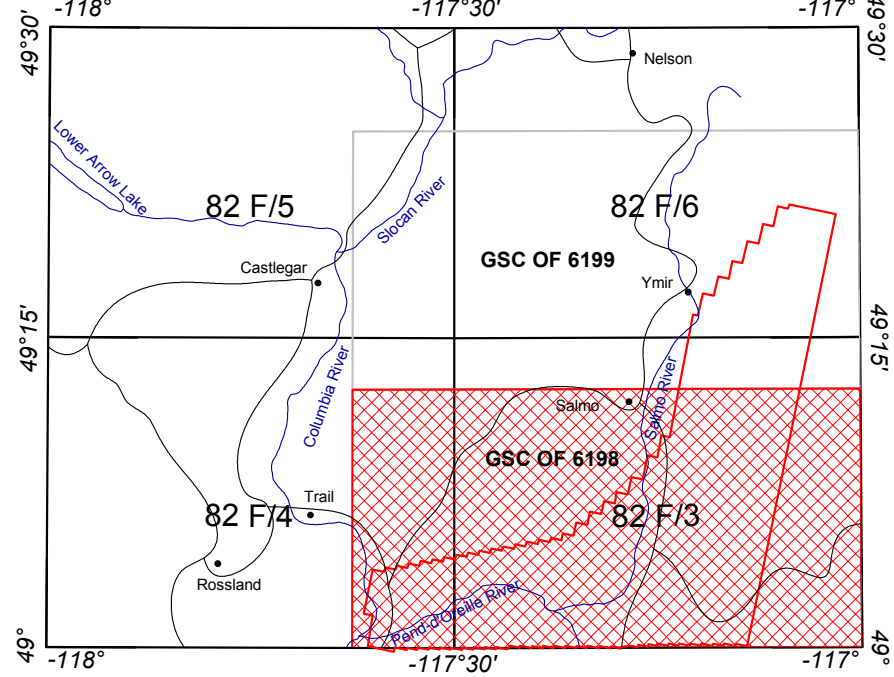 -118°
-117°30'
-117°
49°30'
49°30'
Nelson
Lower Arrow Lake
82 F/5
Slocan River
82 F/6
GSC OF 6199
Castlegar
Ymir
49°15'
49°15'
Columbia River
Salmo River
Salmo
GSC OF 6198
Trail
82 F/4
82 F/3
Rossland
Pend-d'Oreille River
49°
49°
-118°
-117°30'
-117°